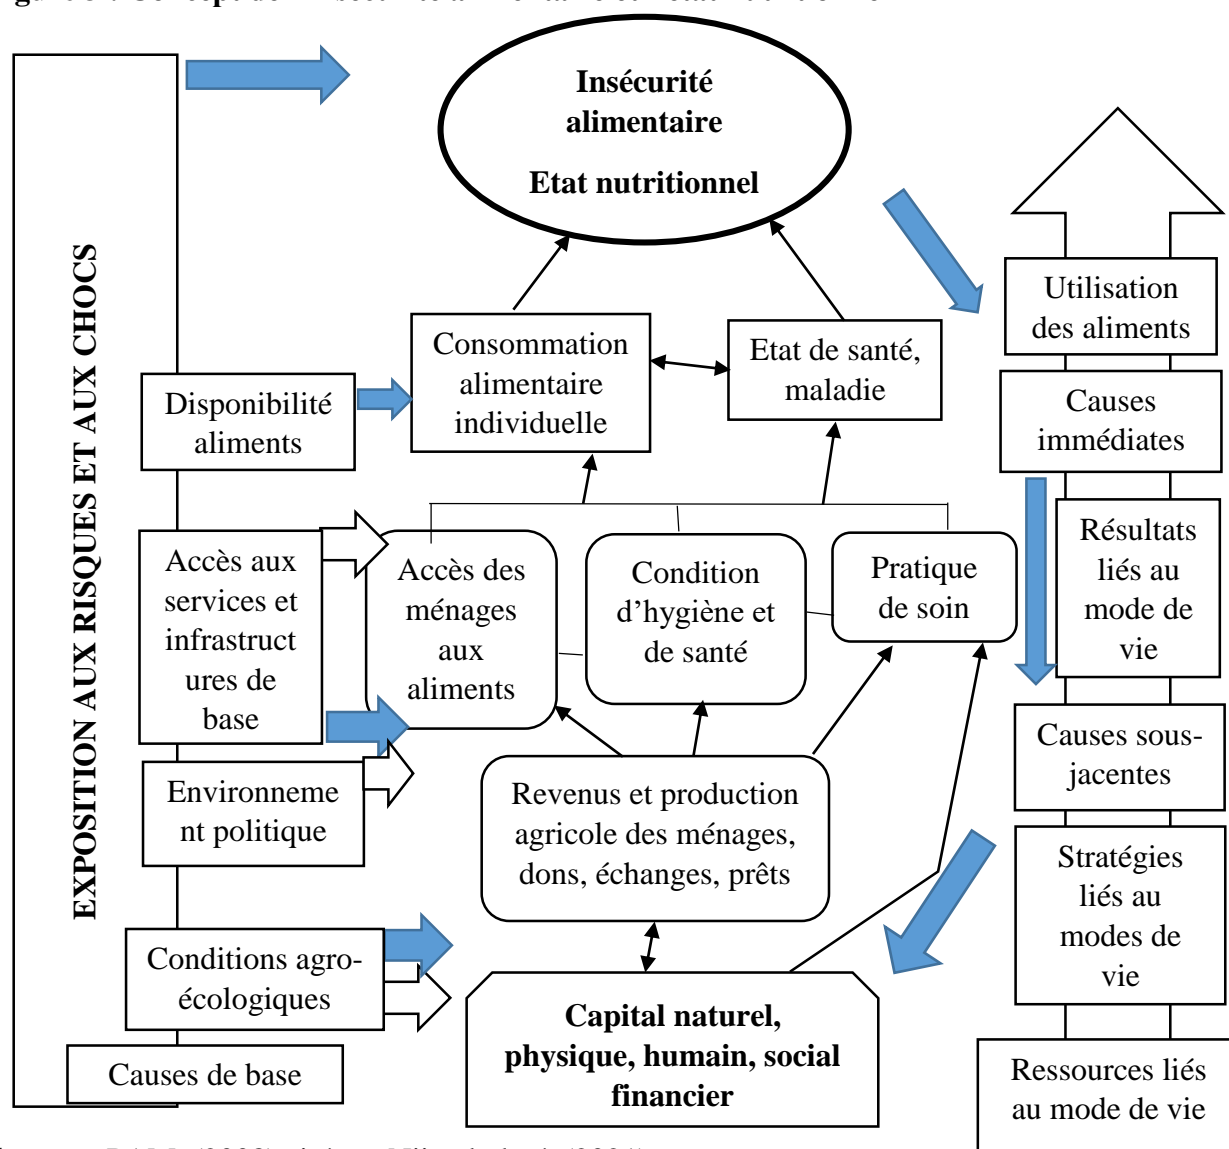 Insécurité
alimentaire
Etat nutritionnel
EXPOSITION AUX RISQUES ET AUX CHOCS
Utilisation
des aliments
Consommation
alimentaire
individuelle
Etat de santé,
maladie
Disponibilité
aliments
Causes
immédiates
Accès aux
services et
infrastruct
ures de
base
Accès des
ménages
aux
aliments
Condition
d’hygiène et
de santé
Pratique
de soin
Résultats
liés au
mode de
vie
Environneme
nt politique
Revenus et production
agricole des ménages,
dons, échanges, prêts
Causes sous-
jacentes
Stratégies
liés au
modes de
vie
Conditions agro-
écologiques
Capital naturel,
physique, humain, social
financier
Causes de base
Ressources liés
au mode de vie